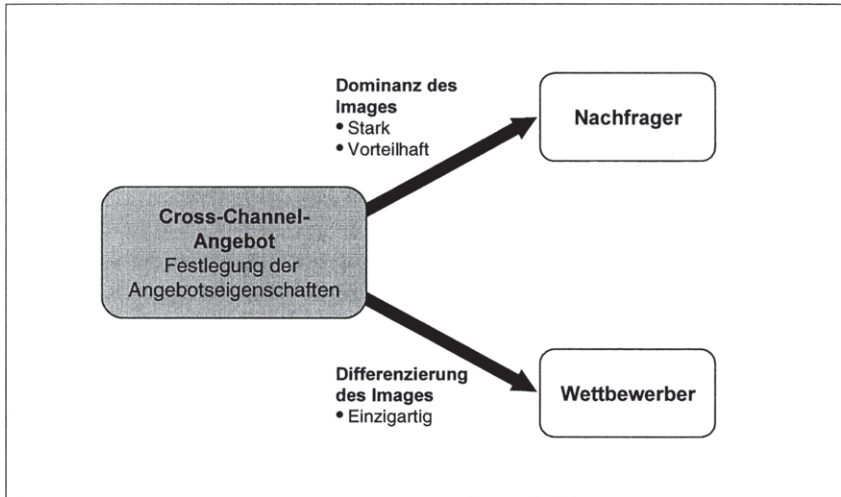 Dominanz des
Images
• Stark
• Vorteilhaft
Nachfrager
Cross-Channel-
Angebot
Festlegung der
Angebotseigenschaften
Differenzierung
des Images
• Einzigartig
Wettbewerber